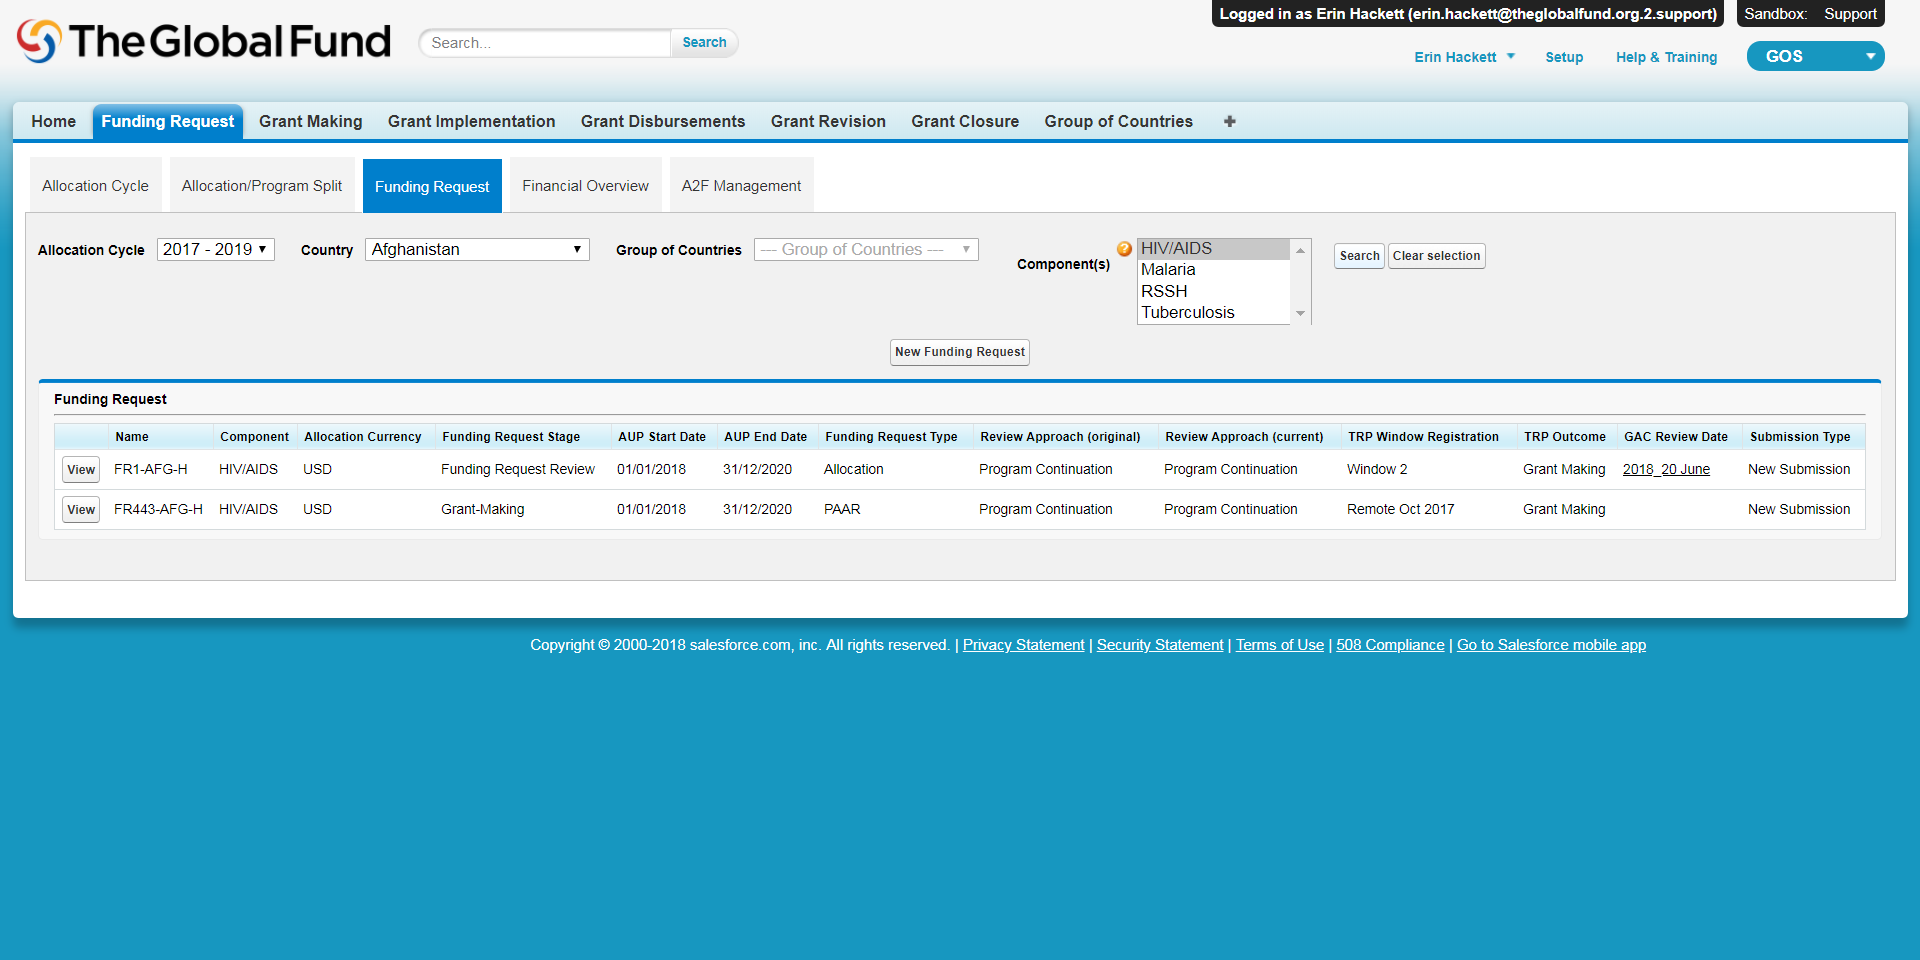 Logged in as Erin Hackett (erin.hackett@theglobalfund.org.2.support) Sandbox: Support
The Global Fund Search... Search
Erin Hackett Setup Help & Training GOS
Home Funding Request Grant Making Grant Implementation Grant Disbursements Grant Revision Grant Closure Group of Countries +
Allocation Cycle Allocation/Program Split Funding Request Financial Overview A2F Management
Allocation Cycle 2017 - 2019 Country Afghanistan Group of Countries --- Group of Countries --- Component(s) ? HIV/AIDS Search Clear selection
Malaria
RSSH
Tuberculosis
New Funding Request
Funding Request
Name Component Allocation Currency Funding Request Stage AUP Start Date AUP End Date Funding Request Type Review Approach (original) Review Approach (current) TRP Window Registration TRP Outcome GAC Review Date Submission Type
View FR1-AFG-H HIV/AIDS USD Funding Request Review 01/01/2018 31/12/2020 Allocation Program Continuation Program Continuation Window 2 Grant Making 2018_20 June New Submission
View FR443-AFG-H HIV/AIDS USD Grant-Making 01/01/2018 31/12/2020 PAAR Program Continuation Program Continuation Remote Oct 2017 Grant Making New Submission
Copyright © 2000-2018 salesforce.com, inc. All rights reserved. | Privacy Statement | Security Statement | Terms of Use | 508 Compliance | Go to Salesforce mobile app